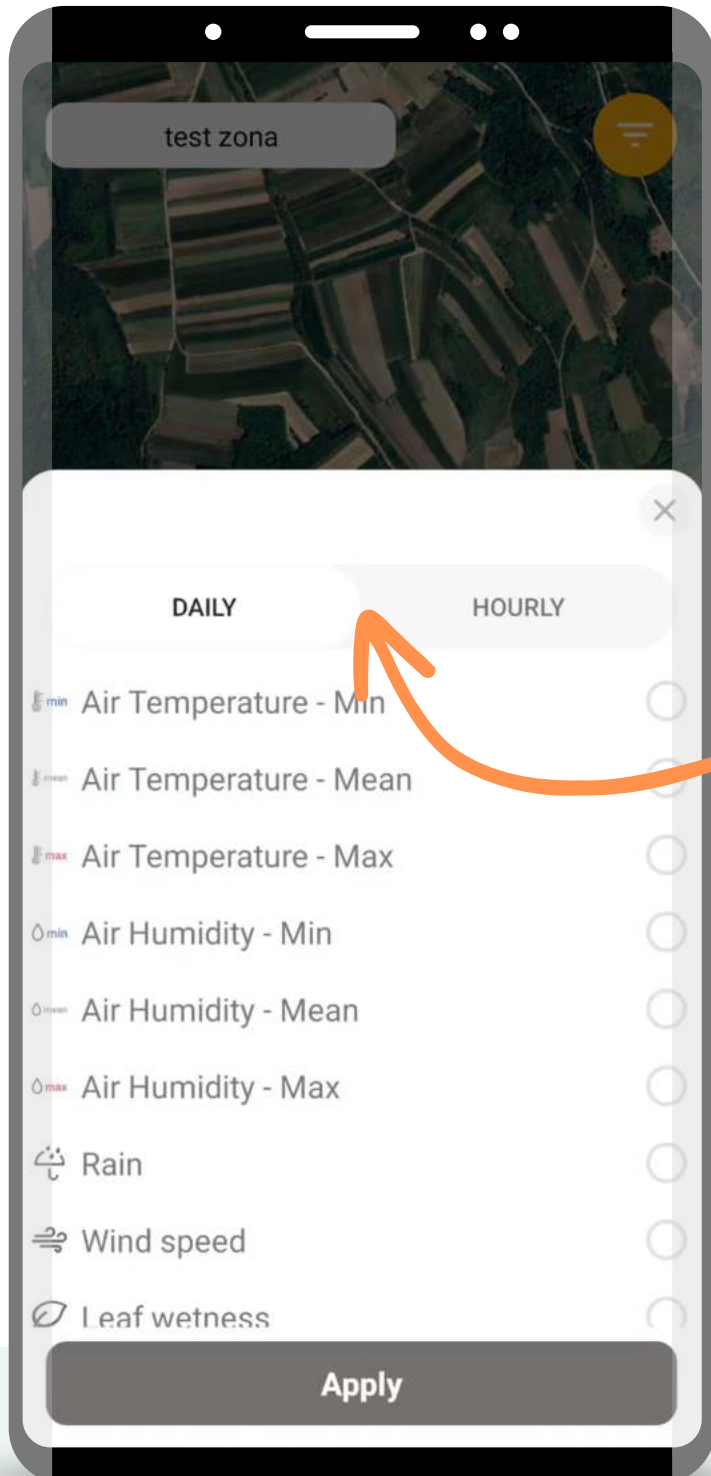 test zona
DAILY
HOURLY
min Air Temperature - Min
mean Air Temperature - Mean
max Air Temperature - Max
min Air Humidity - Min
mean Air Humidity - Mean
max Air Humidity - Max
Rain
Wind speed
Leaf wetness
Apply